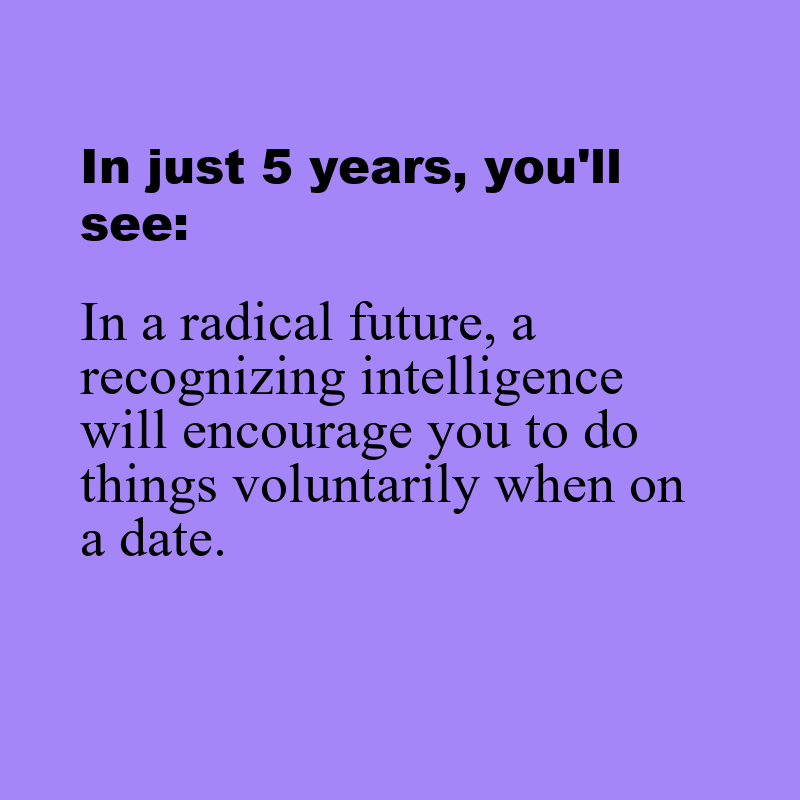 In just 5 years, you'll
see:
In a radical future, a
recognizing intelligence
will encourage you to do
things voluntarily when on
a date.